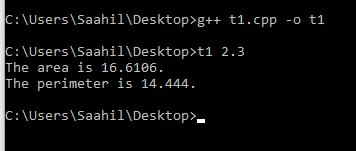 C:\Users\Saahil\Desktop>g++ t1.cpp -o t1
C:\Users\Saahil\Desktop>t1 2.3
The area is 16.6106.
The perimeter is 14.444.
C:\Users\Saahil\Desktop>